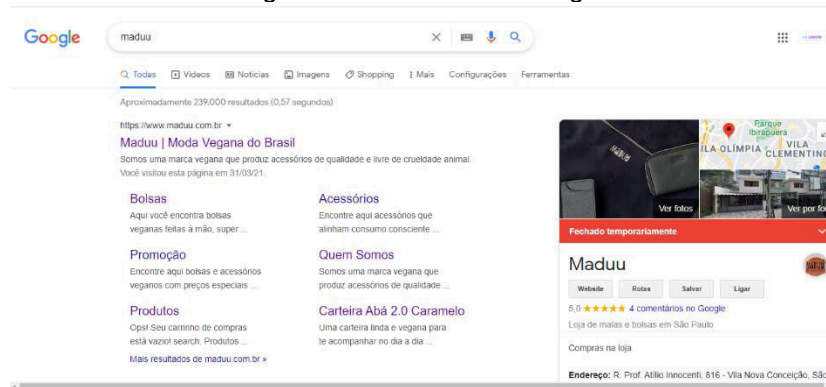 Google
maduu
Todas Vídeos Notícias Imagens Shopping Mais Configurações Ferramentas
Aproximadamente 239.000 resultados (0,57 segundos)
https://www.maduu.com.br
Maduu | Moda Vegana do Brasil
Somos uma marca vegana que produz acessórios de qualidade e livre de crueldade animal.
Você visitou esta página em 31/03/21.
Bolsas
Aqui você encontra bolsas
veganas feitas à mão, super ...
Acessórios
Encontre aqui acessórios que
alinham consumo consciente ...
Promoção
Encontre aqui bolsas e acessórios
veganos com preços especiais ...
Quem Somos
Somos uma marca vegana que
produz acessórios de qualidade ...
Produtos
Ops! Seu carrinho de compras
está vazio! search. Produtos ...
Carteira Abá 2.0 Caramelo
Uma carteira linda e vegana para
te acompanhar no dia a dia ...
Mais resultados de maduu.com.br »
MADUU
Parque
Ibirapuera
ILA OLÍMPIA
VILA
CLEMENTINO
Ver fotos
Ver por fo
Fechado temporariamente
Maduu
Website Rotas Salvar Ligar
5,0 ★★★★★ 4 comentários no Google
Loja de malas e bolsas em São Paulo
Compras na loja
Endereço: R. Prof. Atílio Innocenti, 816 - Vila Nova Conceição, São